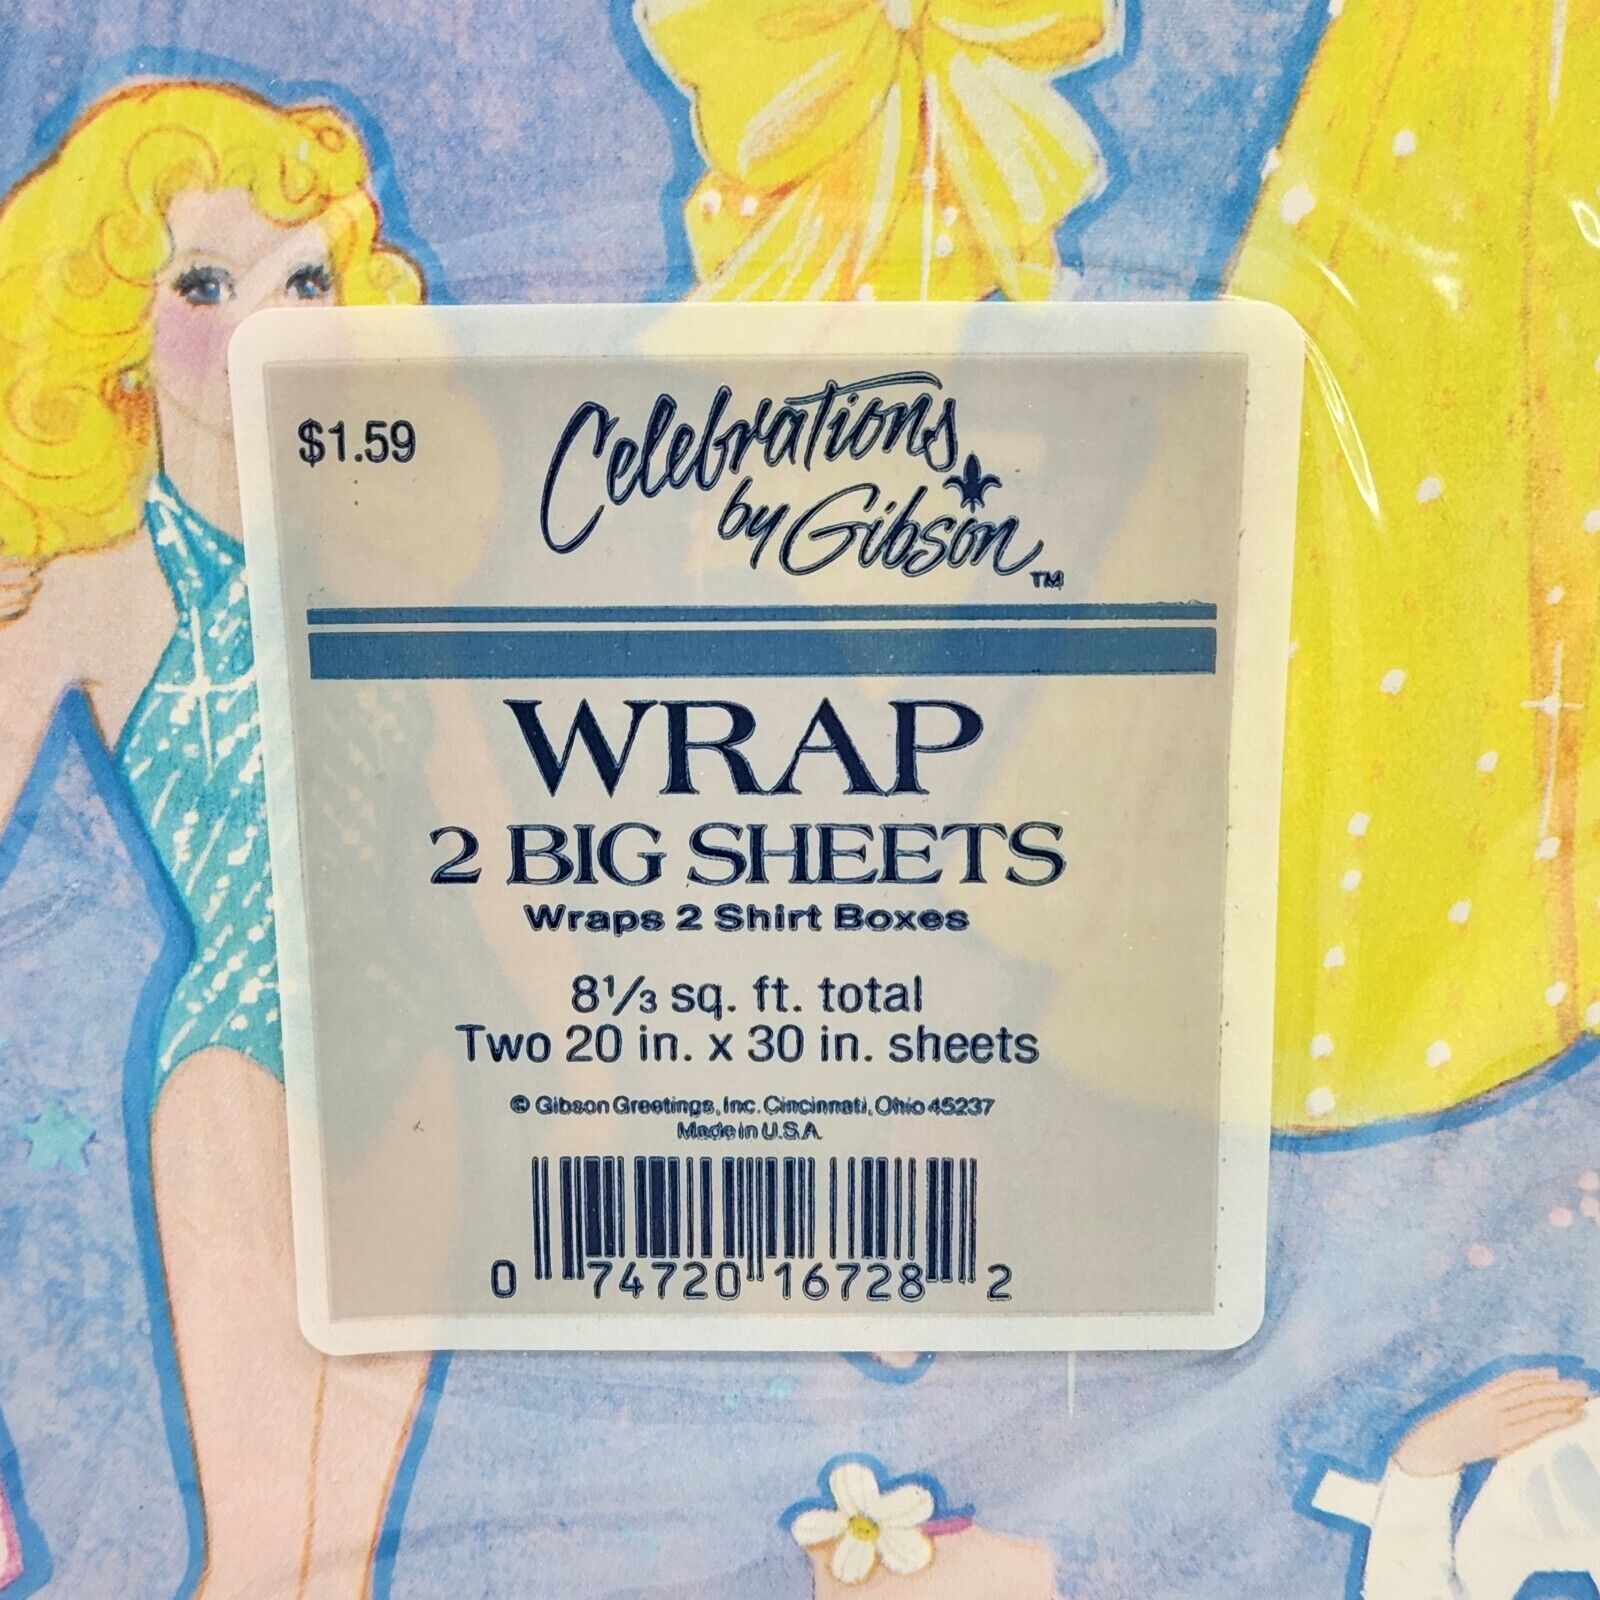 $1.59
Celebrations
by Gibson TM
WRAP
2 BIG SHEETS
Wraps 2 Shirt Boxes
8 1/3 sq. ft. total
Two 20 in. x 30 in. sheets
© Gibson Greetings, Inc. Cincinnati, Ohio 45237
Made in U.S.A.
0 74720 16728 2